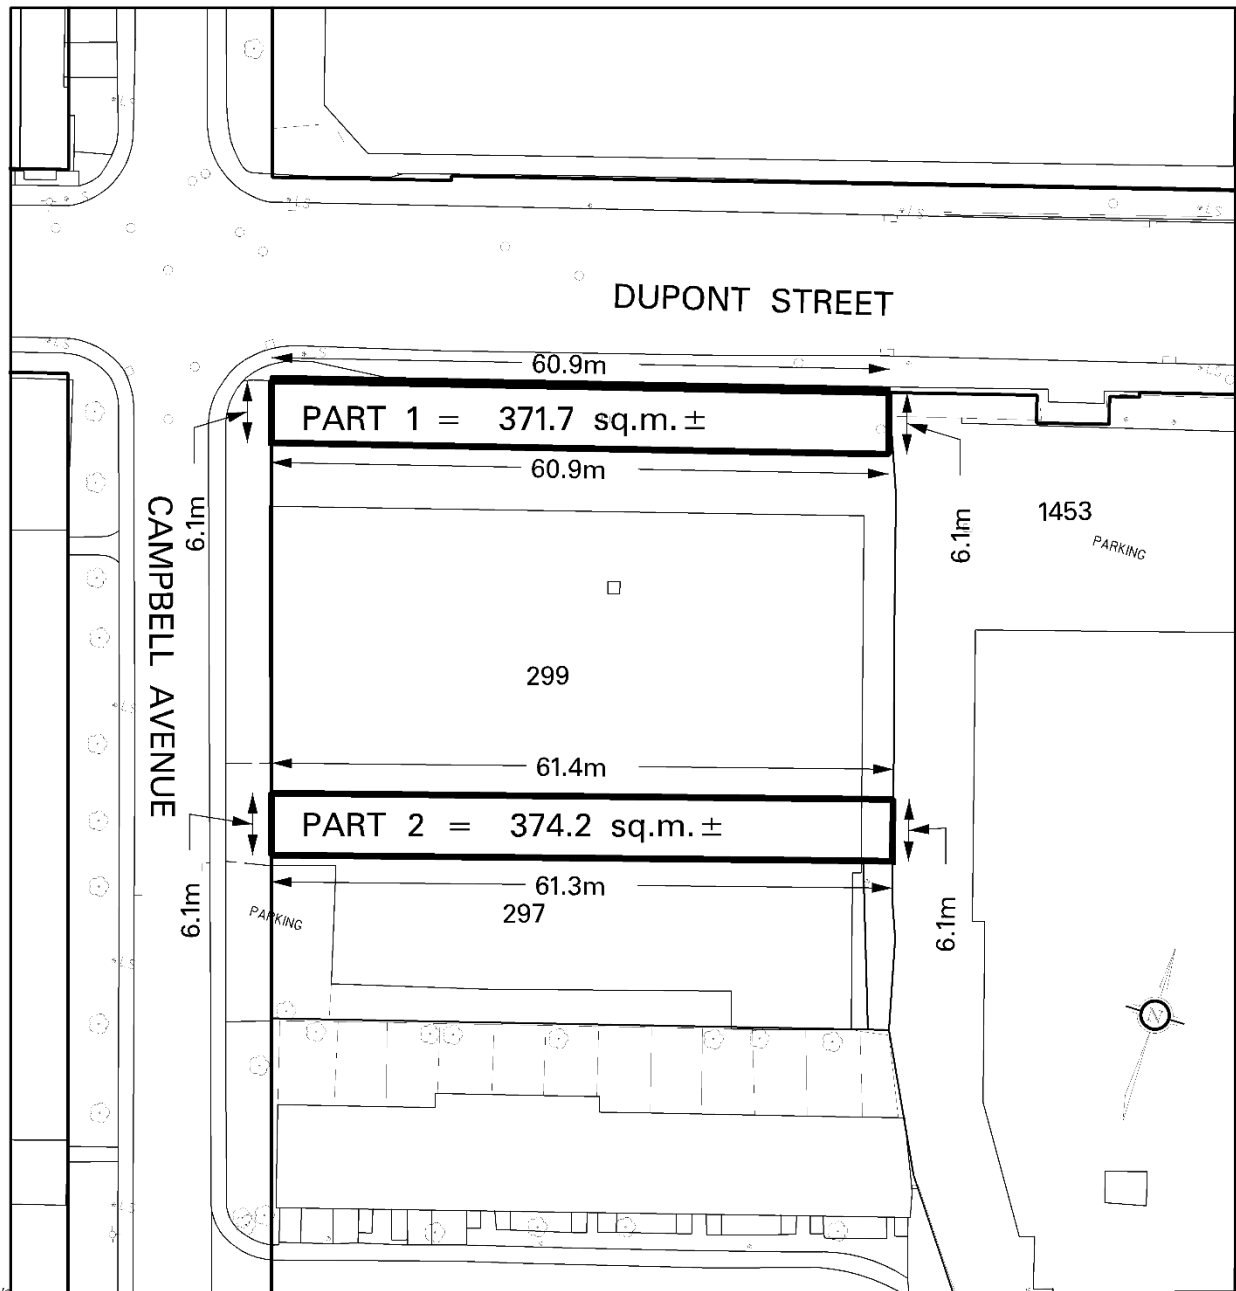 DUPONT STREET
60.9m
PART 1 = 371.7 sq.m.±
60.9m
6.1m
6.1m
CAMPBELL AVENUE
1453
PARKING
299
61.4m
PART 2 = 374.2 sq.m.±
61.3m
6.1m
6.1m
PARKING
297
N